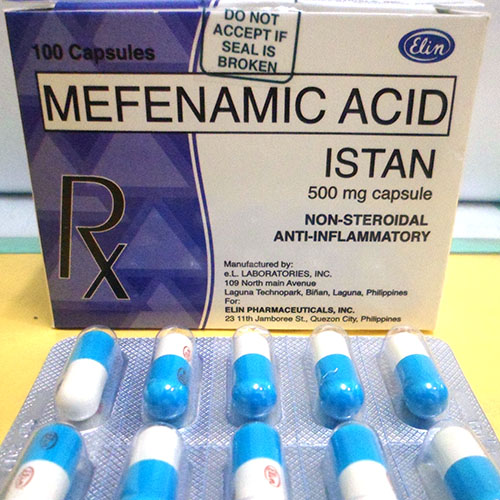 DO NOT
ACCEPT IF
SEAL IS
BROKEN
Elin
100 Capsules
MEFENAMIC ACID
ISTAN
500 mg capsule
Rx
NON-STEROIDAL
ANTI-INFLAMMATORY
Manufactured by:
e.L. LABORATORIES, INC.
109 North main Avenue
Laguna Technopark, Biñan, Laguna, Philippines
For:
ELIN PHARMACEUTICALS, INC.
23 11th Jamboree St., Quezon City, Philippines
Elin
Elin